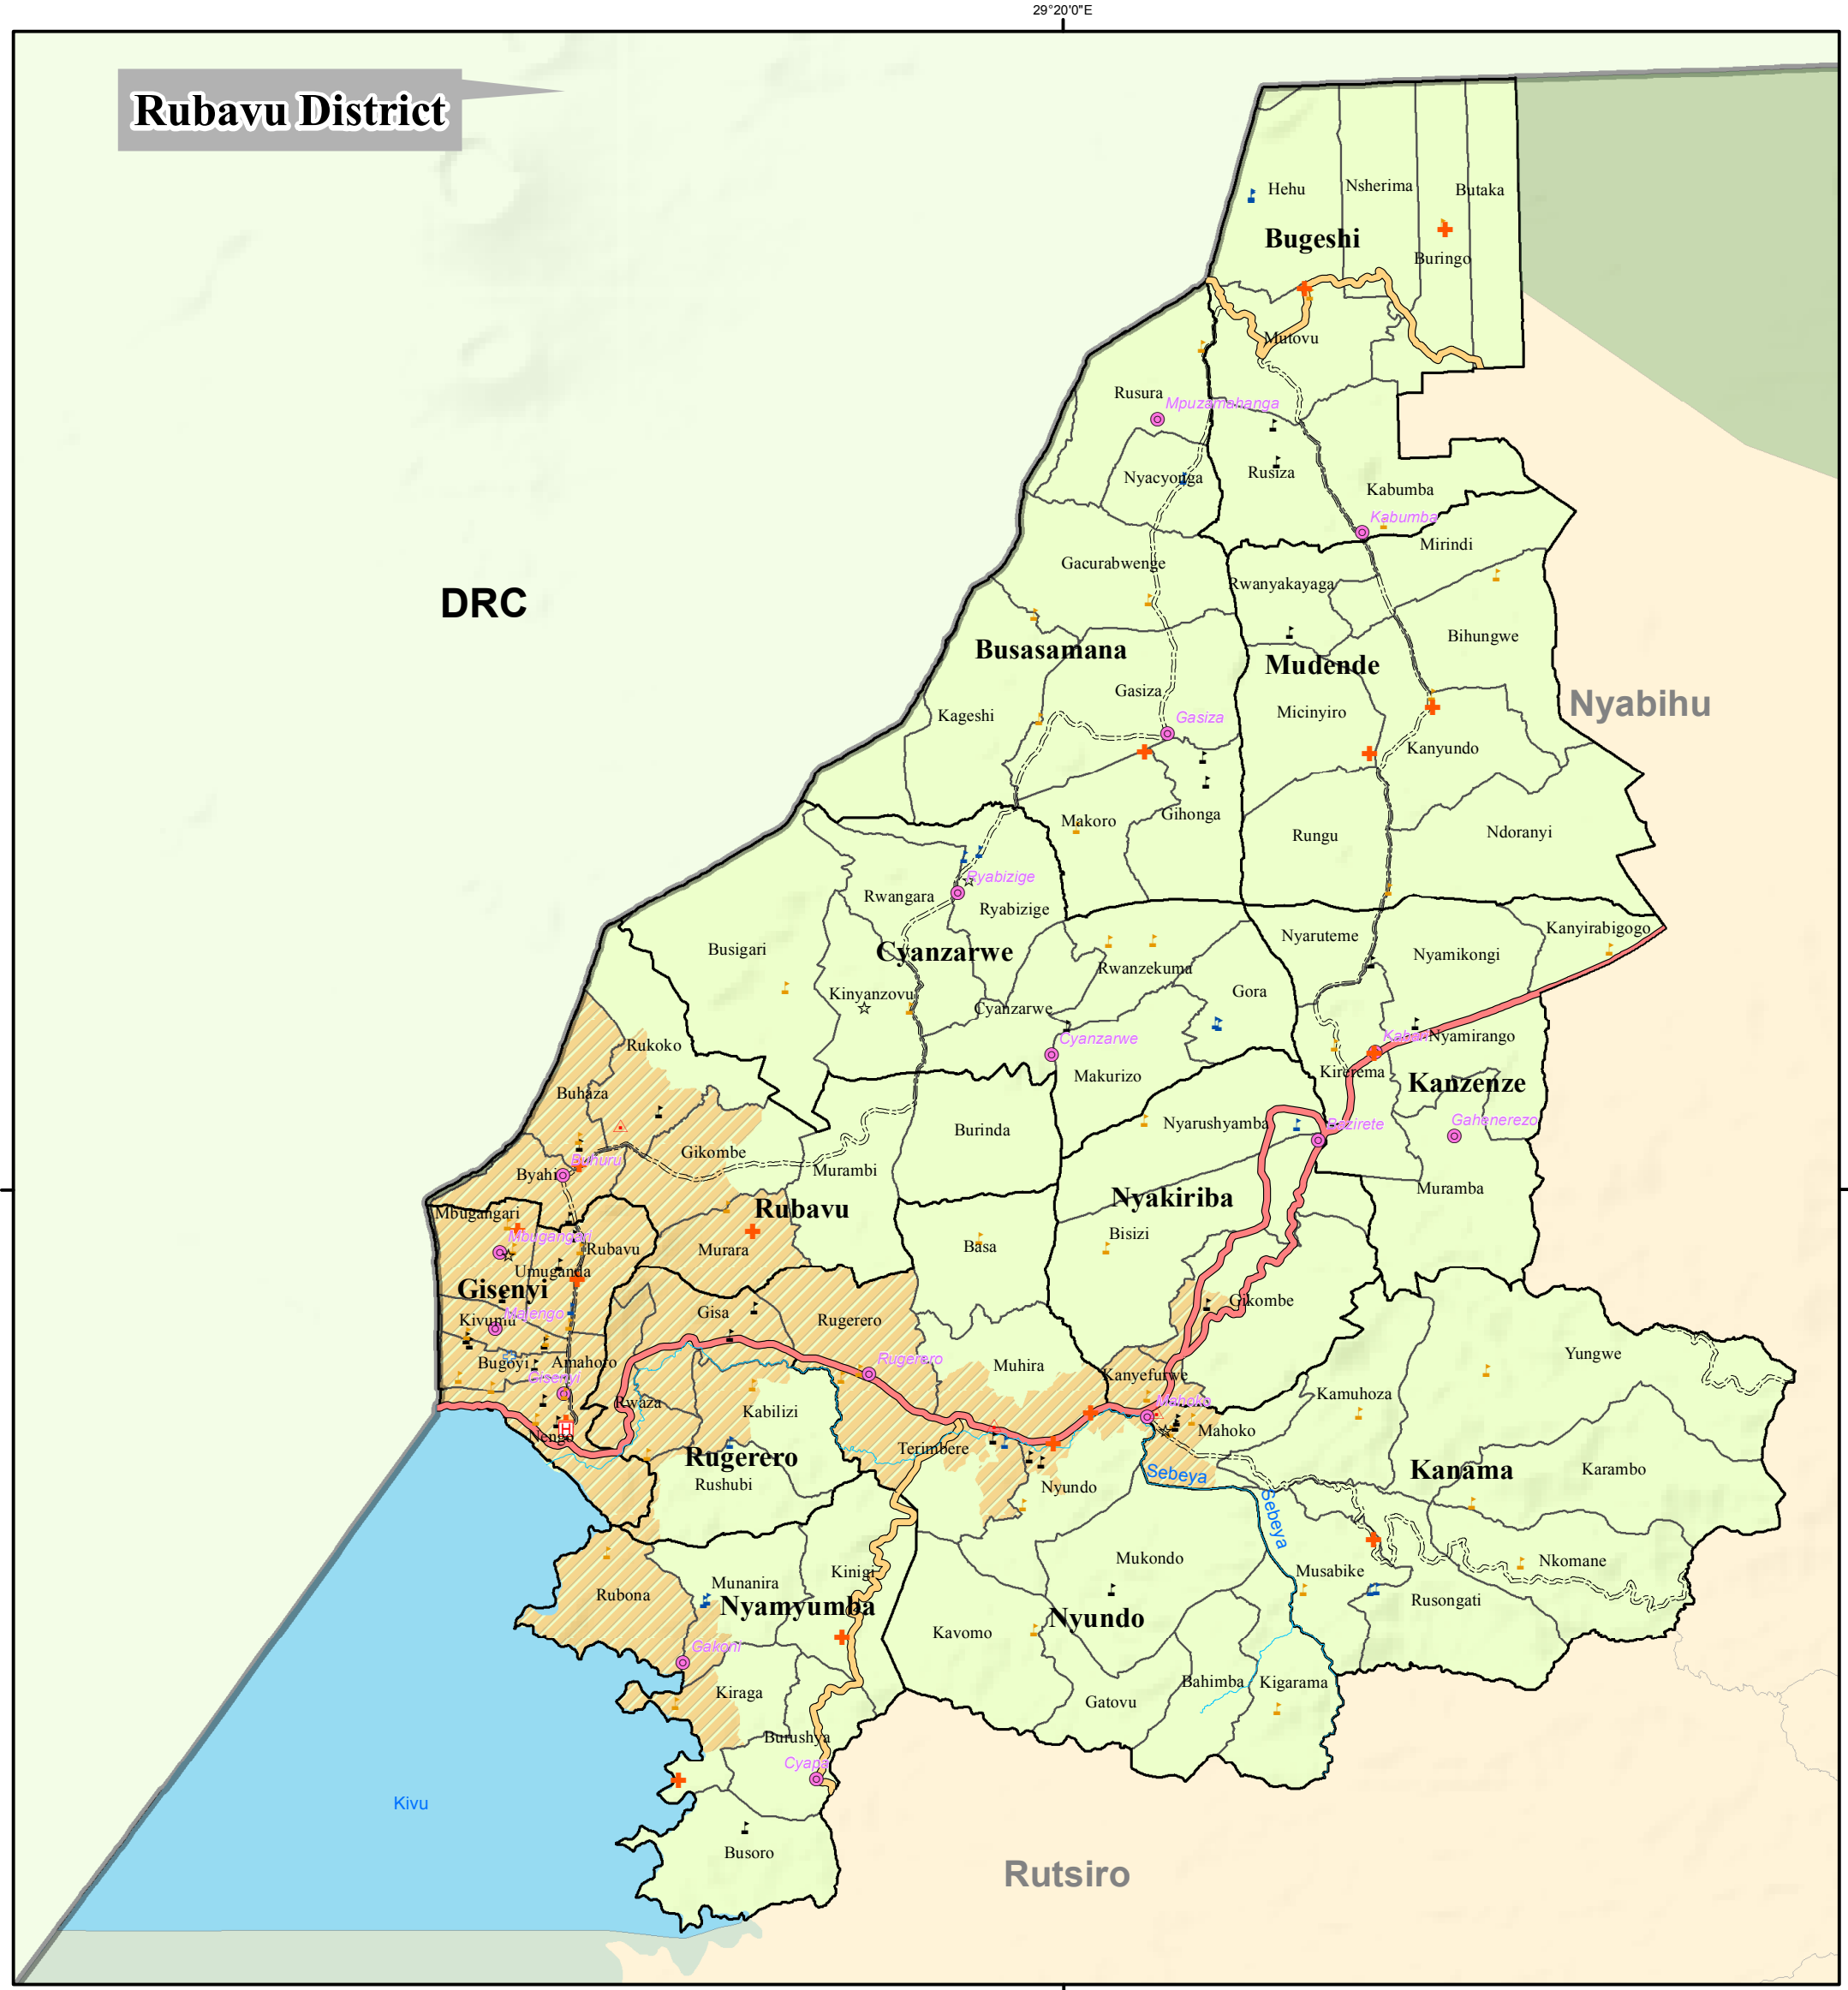 29°20'0"E
Rubavu District
Hehu
Nsherima
Butaka
Bugeshi
Buringo
Mutovu
Rusura
Mpuzamahanga
Nyacyonga
Rusiza
Kabumba
Kabumba
Mirindi
Gacurabwenge
Rwanyakayaga
DRC
Bihungwe
Busasamana
Mudende
Gasiza
Nyabihu
Kageshi
Gasiza
Micinyiro
Kanyundo
Makoro
Gihonga
Rungu
Ndoranyi
Ryabizige
Rwangara
Ryabizige
Busigari
Cyanzarwe
Nyaruteme
Kanyirabigogo
Rwanzekuma
Nyamikongi
Kinyanzovu
Gora
Cyanzarwe
Rukoko
Cyanzarwe
Nyamirango
Makurizo
Kirerema
Kanzenze
Buhaza
Burinda
Nyarushyamba
Bazirete
Gahenerezo
Gikombe
Byahi
Buhuru
Murambi
Nyakiriba
Muramba
Mbugangari
Rubavu
Mbugangari
Rubavu
Murara
Basa
Bisizi
Umuganda
Gisenyi
Gikombe
Kivumu
Majengo
Gisa
Rugerero
Yungwe
Bugoyi
Amahoro
Rugerero
Muhira
Kanyefurwe
Gisenyi
Kamuhoza
Rwaza
Kabilizi
Mahoko
Mahoko
Nengo
Terimbere
Rugerero
Rushubi
Nyundo
Sebeya
Kanama
Karambo
Sebeya
Kinigi
Mukondo
Musabike
Nkomane
Rubona
Munanira
Nyamyumba
Nyundo
Rusongati
Kavomo
Gakoni
Kiraga
Gatovu
Bahimba
Kigarama
Burushya
Cyapa
Kivu
Busoro
Rutsiro